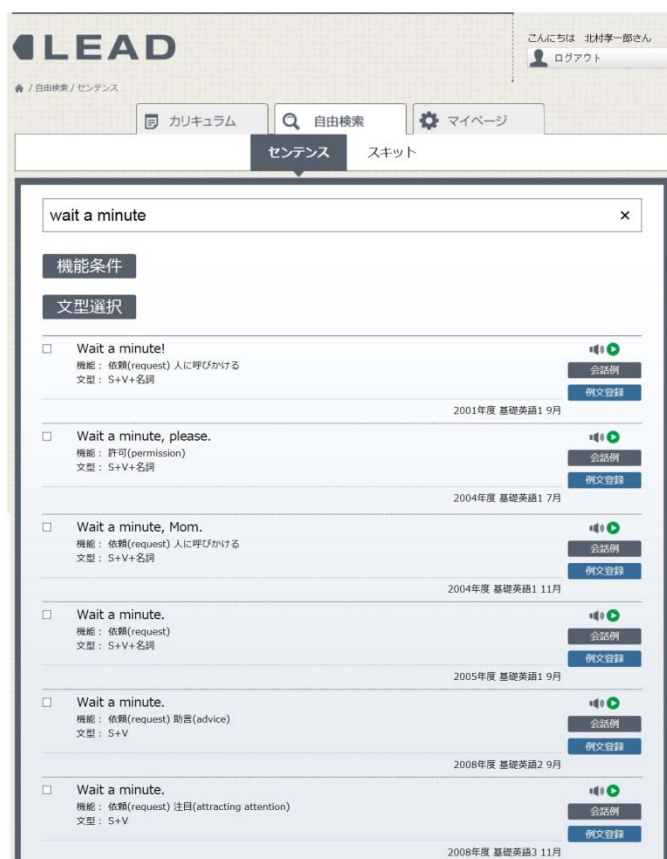 LEAD
こんにちは 北村孝一郎さん
ログアウト
/ 自由検索 / センテンス
カリキュラム 自由検索 マイページ
センテンス スキット
wait a minute ×
機能条件
文型選択
Wait a minute!
機能： 依頼(request) 人に呼びかける
文型： S+V+名詞
会話例
例文登録
2001年度 基礎英語1 9月
Wait a minute, please.
機能： 許可(permission)
文型： S+V+名詞
会話例
例文登録
2004年度 基礎英語1 7月
Wait a minute, Mom.
機能： 依頼(request) 人に呼びかける
文型： S+V+名詞
会話例
例文登録
2004年度 基礎英語1 11月
Wait a minute.
機能： 依頼(request)
文型： S+V+名詞
会話例
例文登録
2005年度 基礎英語1 9月
Wait a minute.
機能： 依頼(request) 助言(advice)
文型： S+V
会話例
例文登録
2008年度 基礎英語2 9月
Wait a minute.
機能： 依頼(request) 注目(attracting attention)
文型： S+V
会話例
例文登録
2008年度 基礎英語3 11月